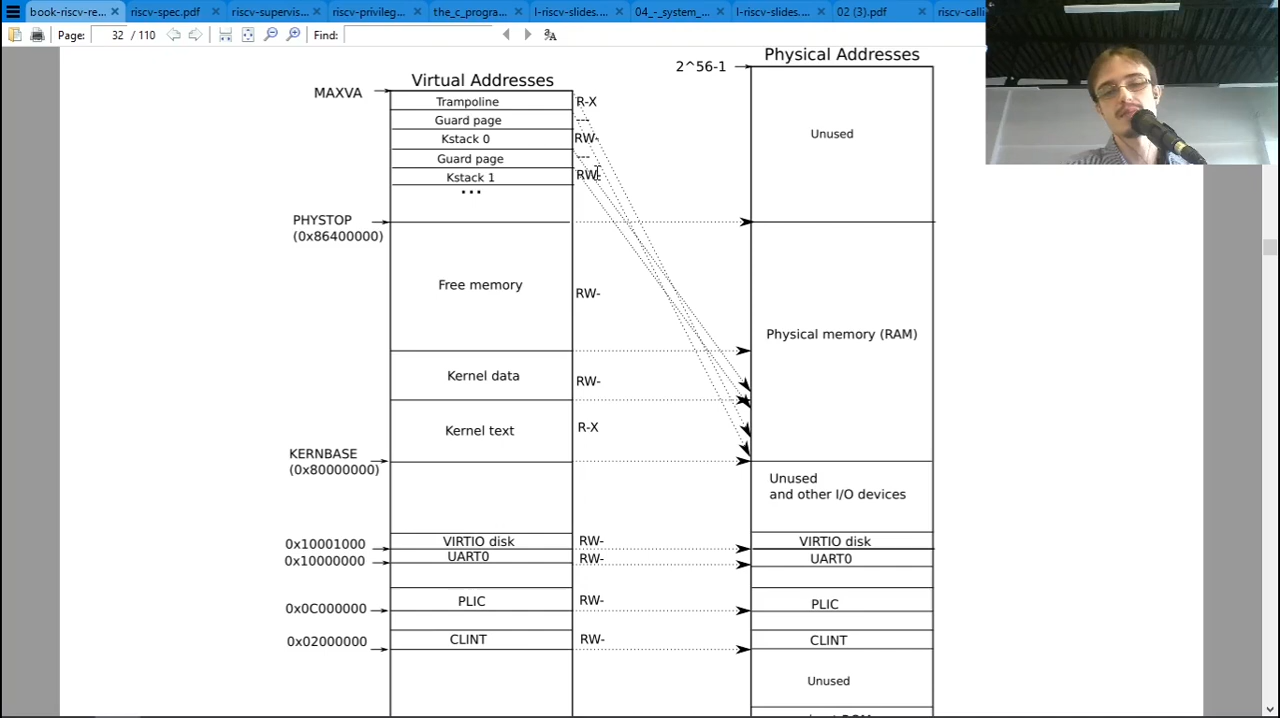 book-riscv-re...
riscv-spec.pdf
riscv-supervis...
riscv-privileg...
the_c_progra...
l-riscv-slides....
04_-_system_...
l-riscv-slides....
02 (3).pdf
riscv-calli
Page: 32 / 110
Find:
Physical Addresses
2^56-1
Virtual Addresses
MAXVA
Trampoline R-X
Guard page ---
Unused
Kstack 0 RW-
Guard page ---
Kstack 1 RW-
...
PHYSTOP
(0x86400000)
Free memory RW-
Physical memory (RAM)
Kernel data RW-
Kernel text R-X
KERNBASE
(0x80000000)
Unused
and other I/O devices
0x10001000 VIRTIO disk RW- VIRTIO disk
0x10000000 UART0 RW- UART0
0x0C000000 PLIC RW- PLIC
0x02000000 CLINT RW- CLINT
Unused